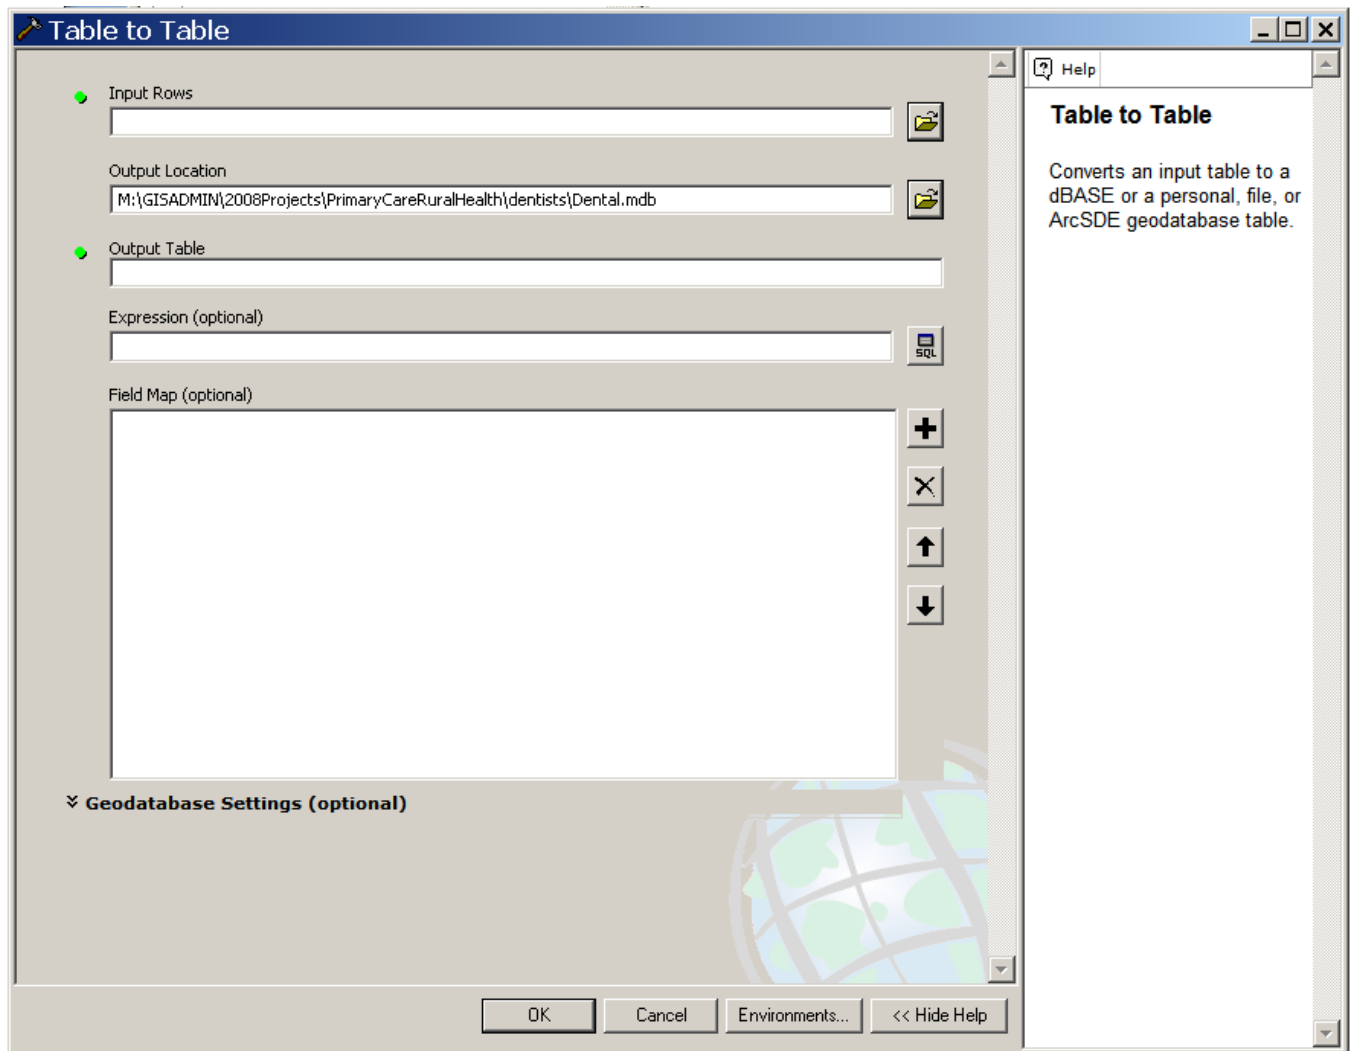 Table to Table
Help
Input Rows
Table to Table
Output Location
Converts an input table to a
dBASE or a personal, file, or
ArcSDE geodatabase table.
M:\GISADMIN\2008Projects\PrimaryCareRuralHealth\dentists\Dental.mdb
Output Table
Expression (optional)
SQL
Field Map (optional)
Geodatabase Settings (optional)
OK
Cancel
Environments...
<< Hide Help